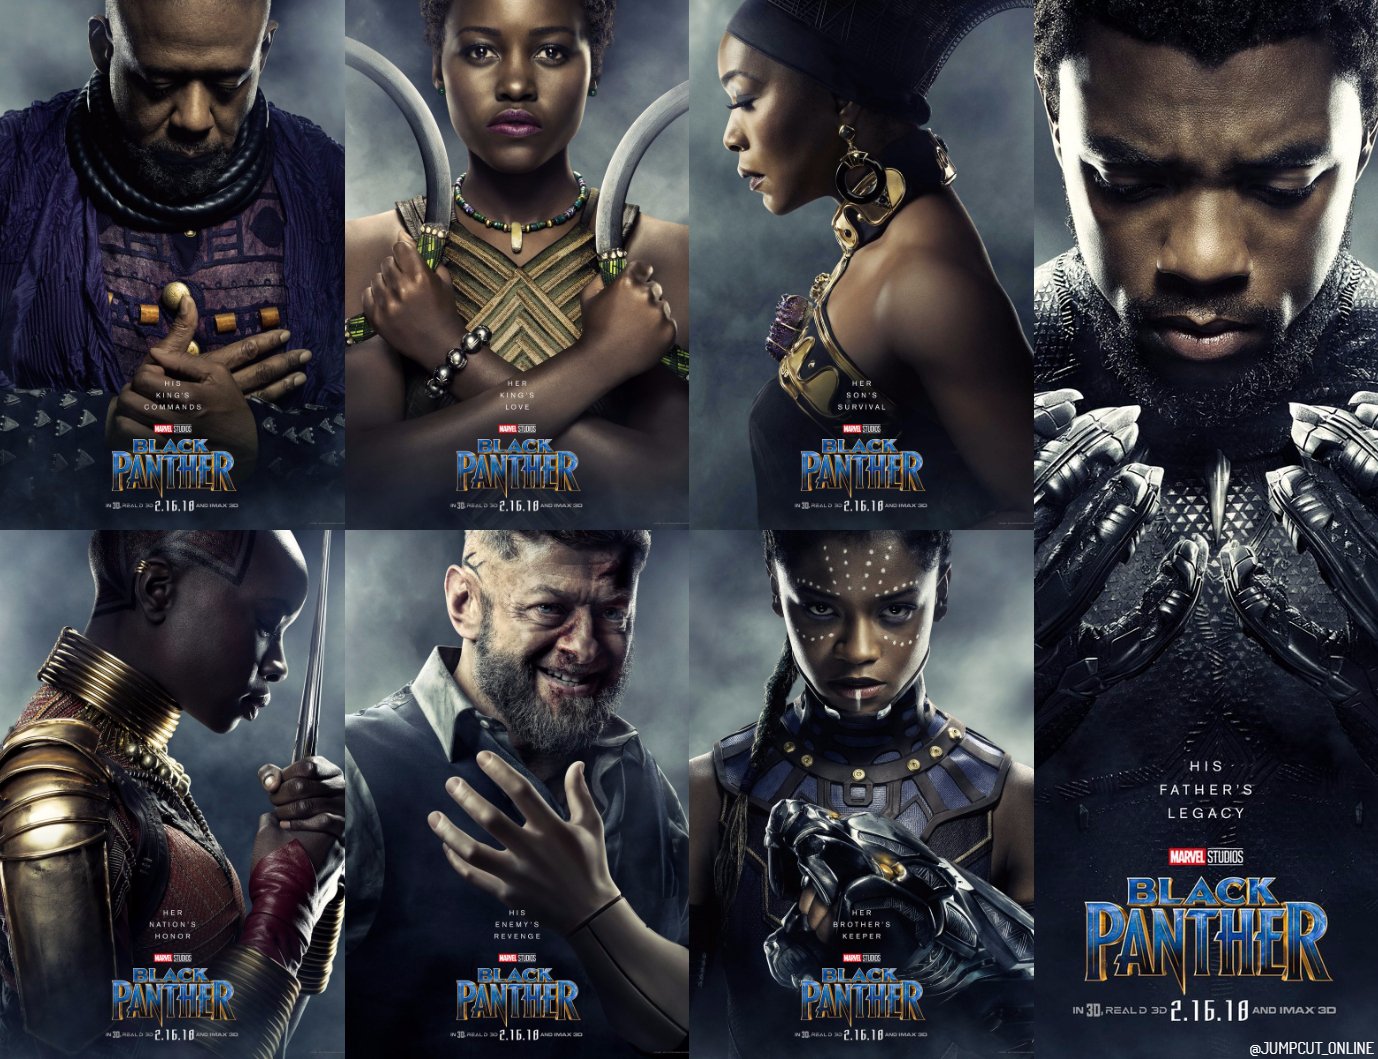 HIS
KING'S
COMMANDS
MARVEL STUDIOS
BLACK
PANTHER
IN 3D, REAL D 3D 2.16.18 AND IMAX 3D
HER
KING'S
LOVE
MARVEL STUDIOS
BLACK
PANTHER
IN 3D, REAL D 3D 2.16.18 AND IMAX 3D
HER
SON'S
SURVIVAL
MARVEL STUDIOS
BLACK
PANTHER
IN 3D, REAL D 3D 2.16.18 AND IMAX 3D
HIS
FATHER'S
LEGACY
MARVEL STUDIOS
BLACK
PANTHER
IN 3D, REAL D 3D 2.16.18 AND IMAX 3D
HER
NATION'S
HONOR
MARVEL STUDIOS
BLACK
PANTHER
IN 3D, REAL D 3D 2.16.18 AND IMAX 3D
HIS
ENEMY'S
REVENGE
MARVEL STUDIOS
BLACK
PANTHER
IN 3D, REAL D 3D 2.16.18 AND IMAX 3D
HER
BROTHER'S
KEEPER
MARVEL STUDIOS
BLACK
PANTHER
IN 3D, REAL D 3D 2.16.18 AND IMAX 3D
@JUMPCUT_ONLINE